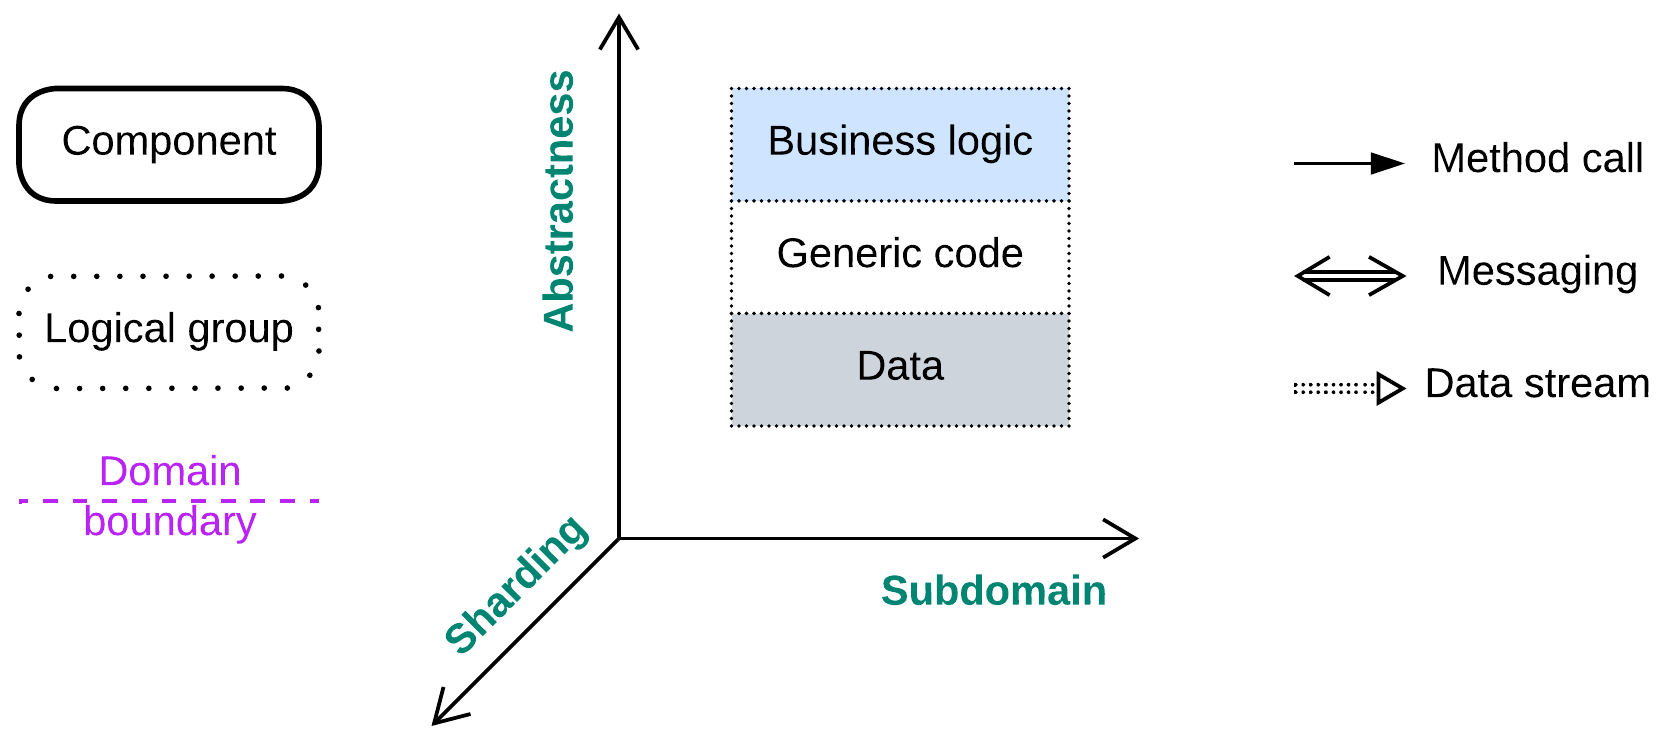 Component
Logical group
Domain
boundary
Abstractness
Sharding
Subdomain
Business logic
Generic code
Data
Method call
Messaging
Data stream